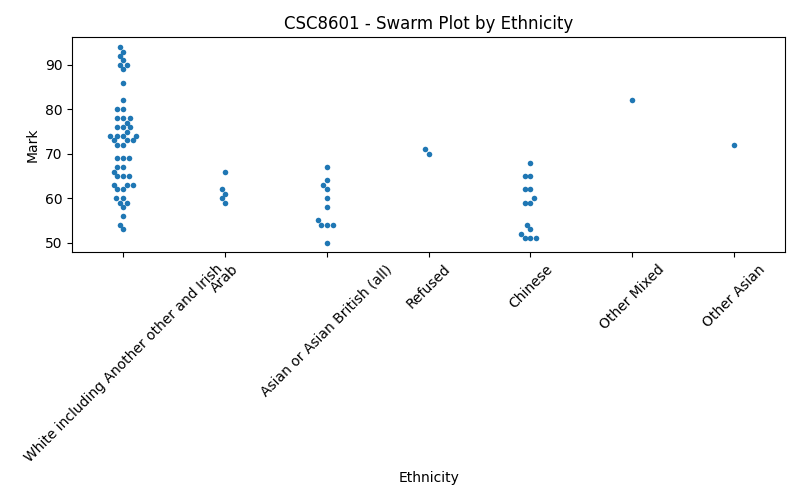 CSC8601 - Swarm Plot by Ethnicity
Mark
90
80
70
60
50
White including Another other and Irish
Arab
Asian or Asian British (all)
Refused
Chinese
Other Mixed
Other Asian
Ethnicity